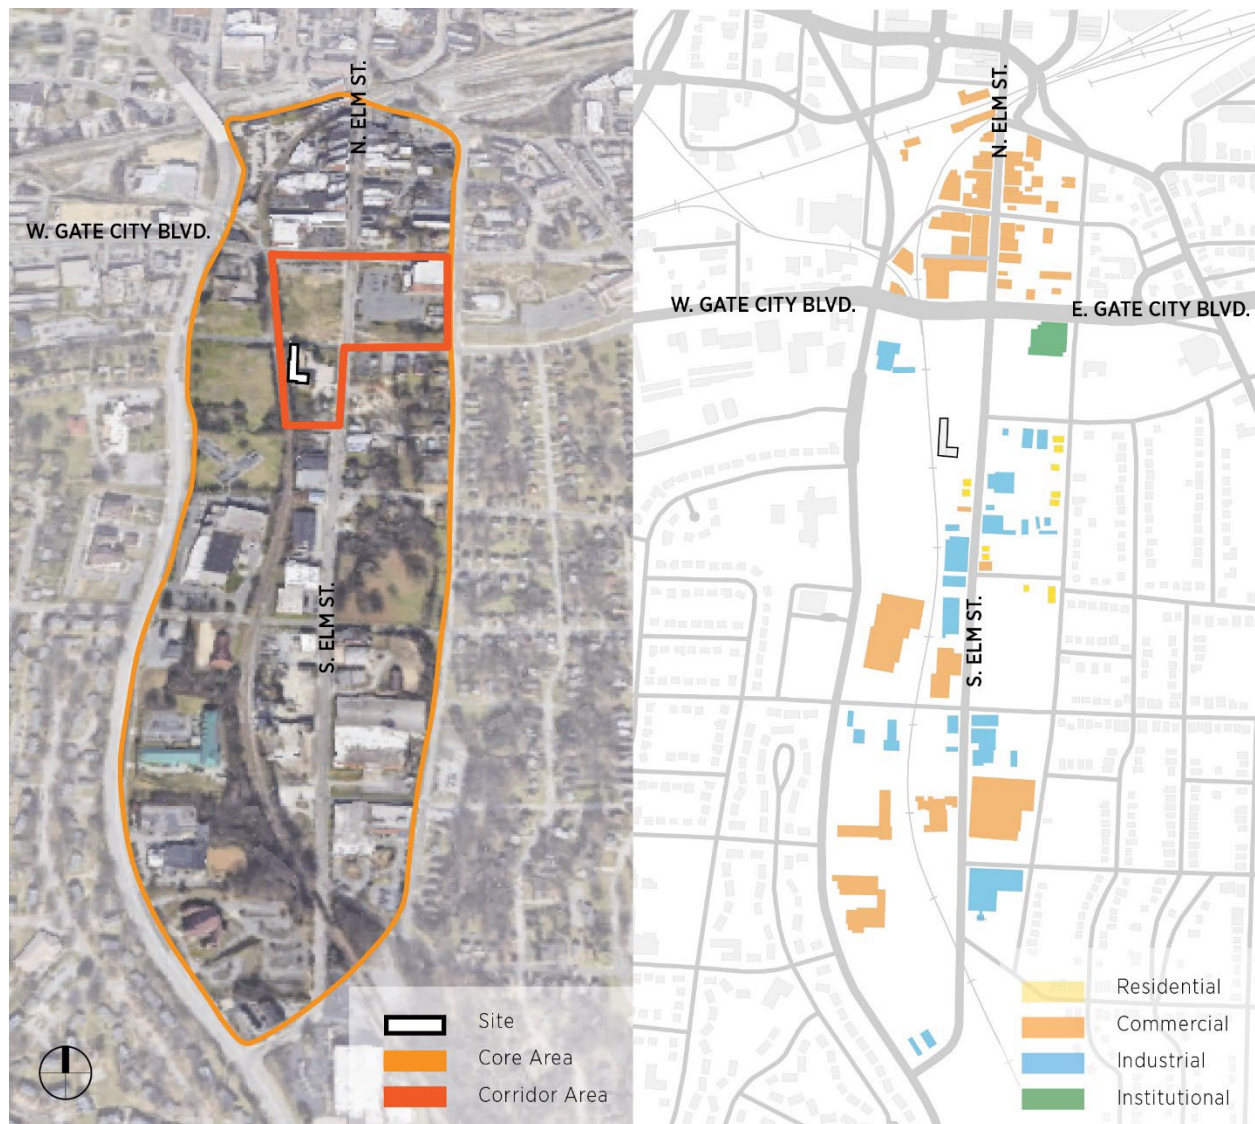 N. ELM ST.
W. GATE CITY BLVD.
S. ELM ST.
Site
Core Area
Corridor Area
N. ELM ST.
W. GATE CITY BLVD.
E. GATE CITY BLVD.
S. ELM ST.
Residential
Commercial
Industrial
Institutional